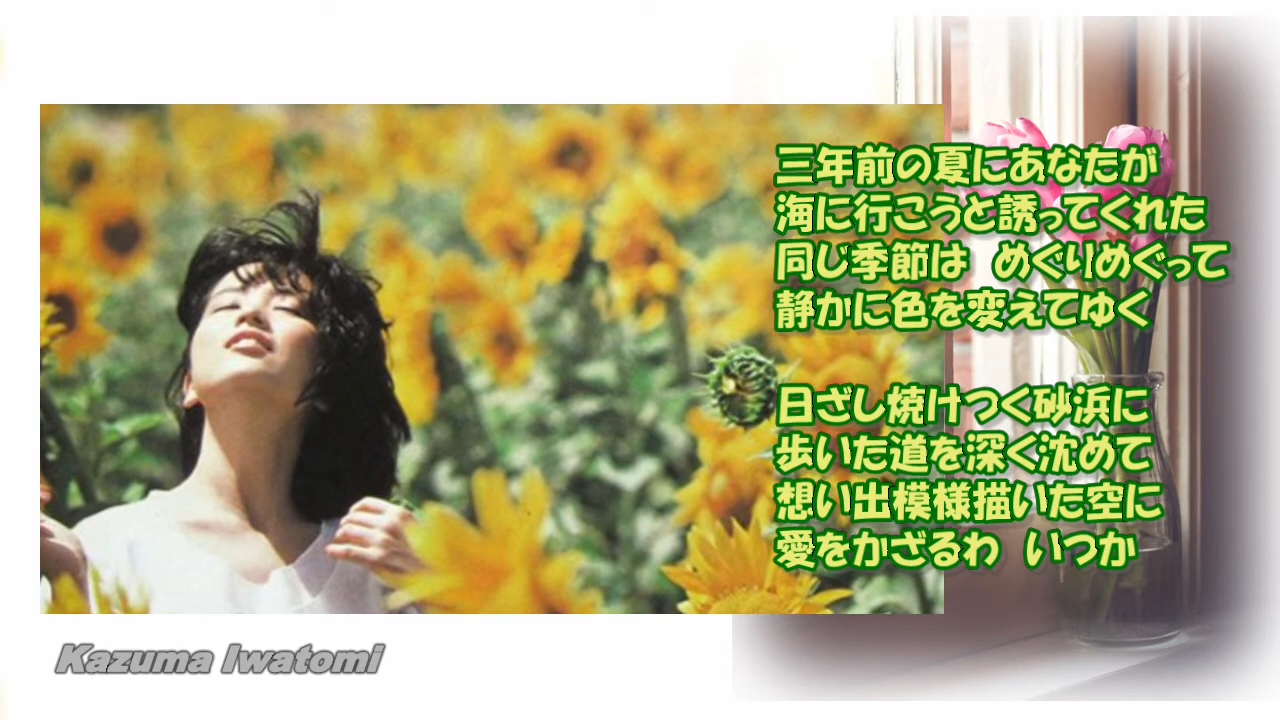 三年前の夏にあなたが
海に行こうと誘ってくれた
同じ季節は　めぐりめぐって
静かに色を変えてゆく
日ざし焼けつく砂浜に
歩いた道を深く沈めて
想い出模様描いた空に
愛をかざるわ　いつか
Kazuma Iwatomi